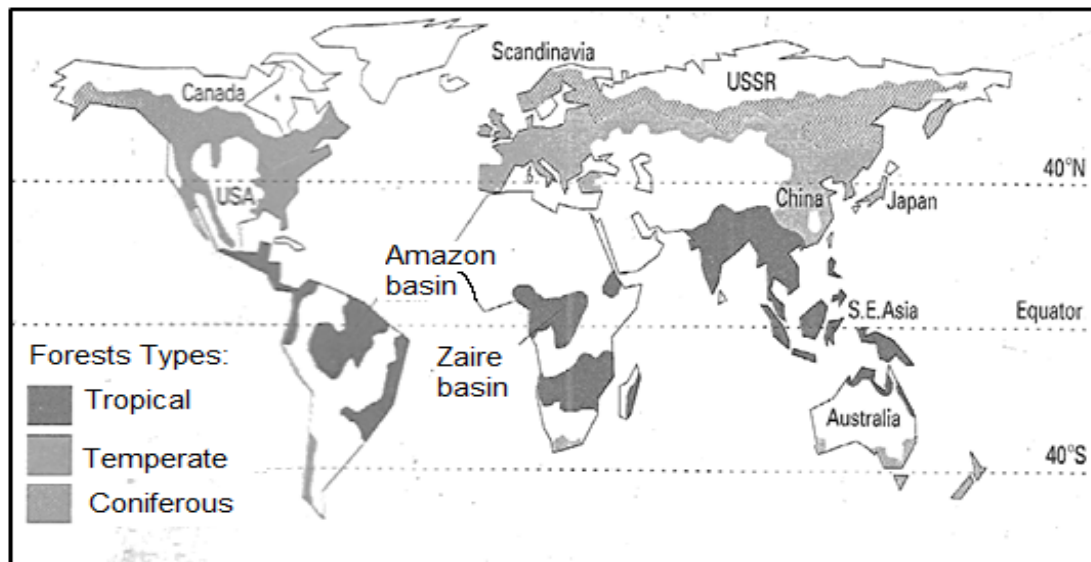 Scandinavia
Canada
USSR
40°N
USA
China
Japan
Amazon
basin
S.E.Asia
Equator
Zaire
basin
Forests Types:
Tropical
Australia
Temperate
40°S
Coniferous